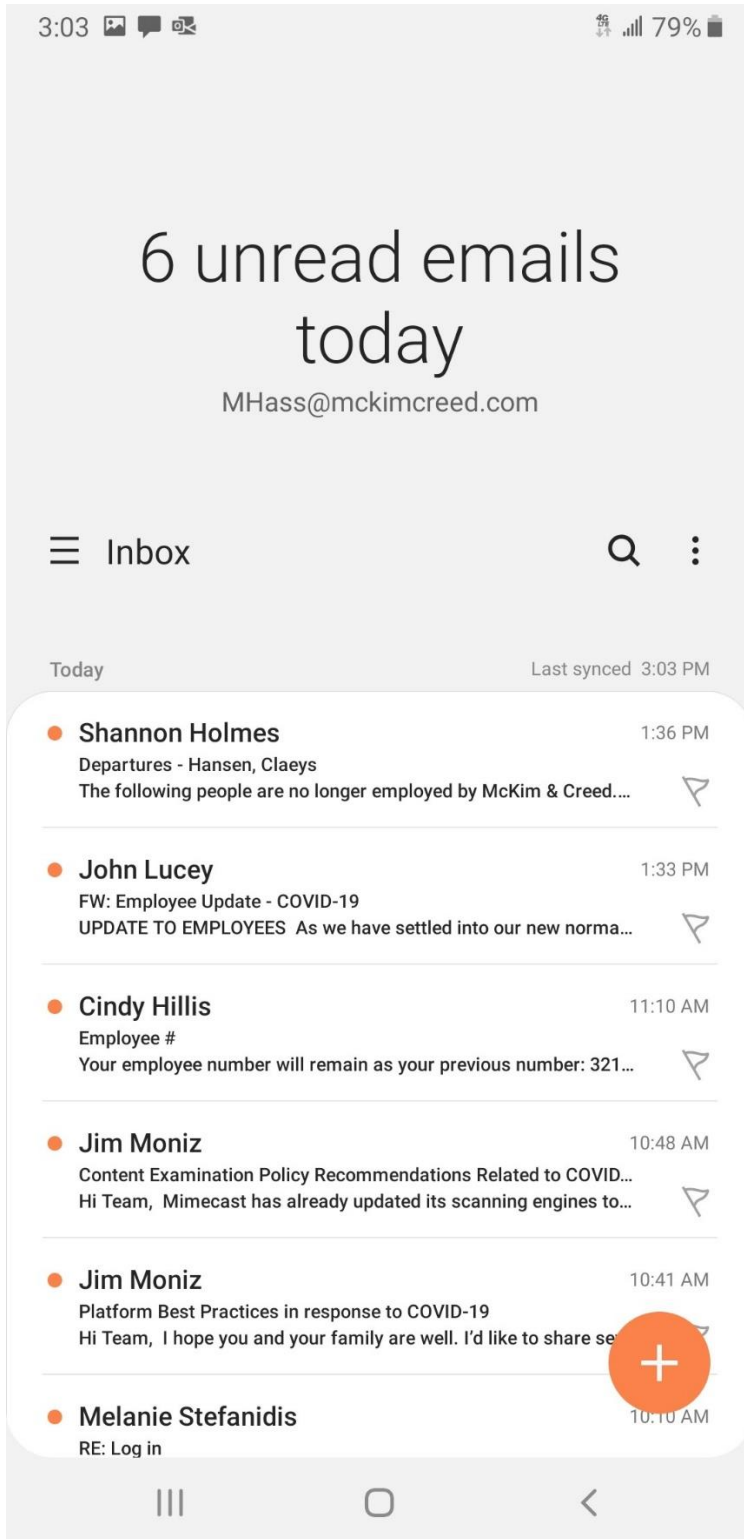 3:03 79%
6 unread emails
today
MHass@mckimcreed.com
Inbox
Today Last synced 3:03 PM
Shannon Holmes 1:36 PM
Departures - Hansen, Claeys
The following people are no longer employed by McKim & Creed....
John Lucey 1:33 PM
FW: Employee Update - COVID-19
UPDATE TO EMPLOYEES As we have settled into our new norma...
Cindy Hillis 11:10 AM
Employee #
Your employee number will remain as your previous number: 321...
Jim Moniz 10:48 AM
Content Examination Policy Recommendations Related to COVID...
Hi Team, Mimecast has already updated its scanning engines to...
Jim Moniz 10:41 AM
Platform Best Practices in response to COVID-19
Hi Team, I hope you and your family are well. I'd like to share
Melanie Stefanidis 10:10 AM
RE: Log in